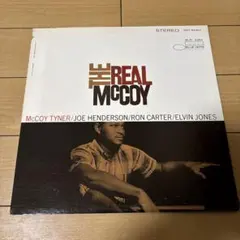 STEREO
THE REAL
McCOY
McCOY TYNER/JOE HENDERSON/RON CARTER/ELVIN JONES